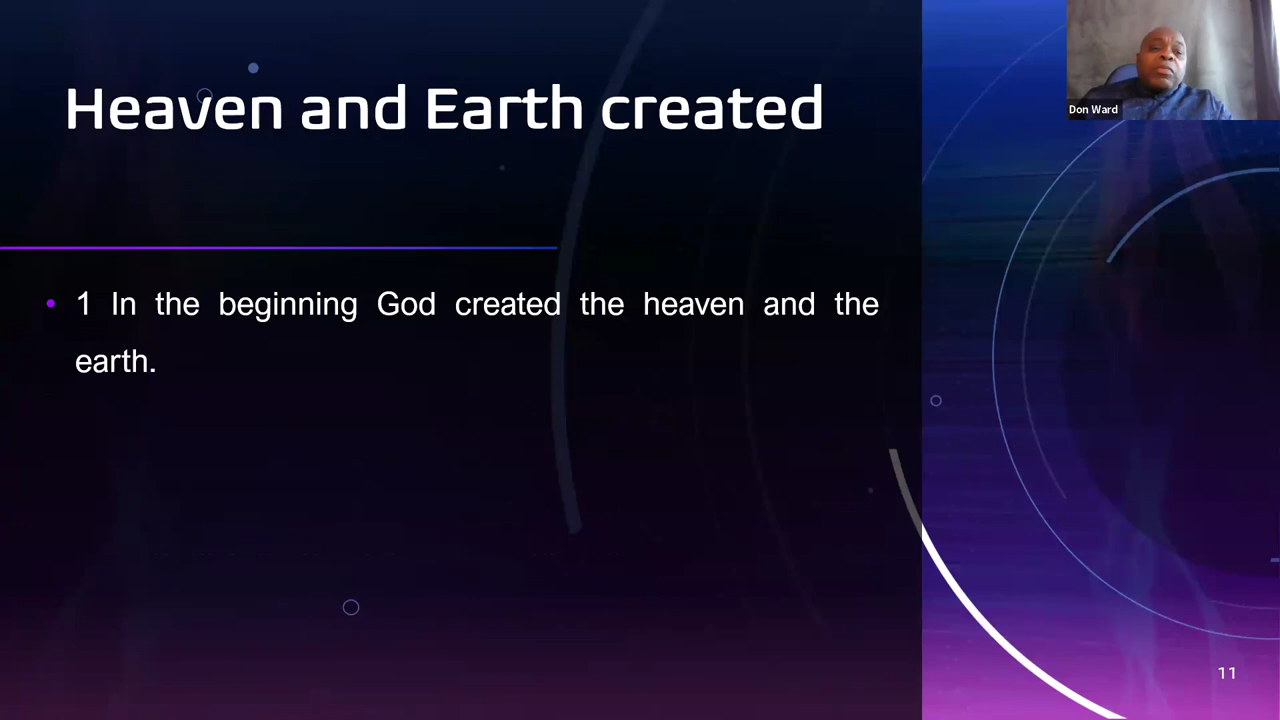 Heaven and Earth created
Don Ward
• 1 In the beginning God created the heaven and the
earth.
11